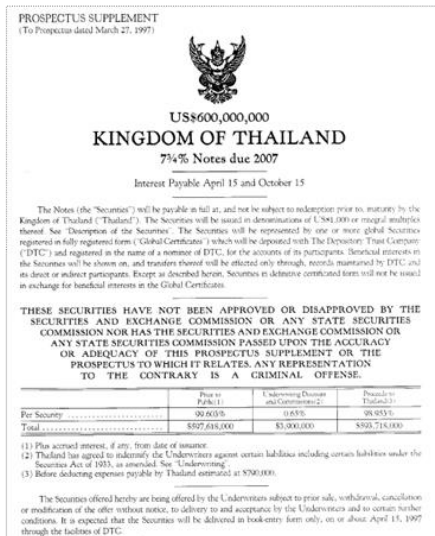 PROSPECTUS SUPPLEMENT
(To Prospectus dated March 27, 1997)
US$600,000,000
KINGDOM OF THAILAND
7¾% Notes due 2007
Interest Payable April 15 and October 15
The Notes (the "Securities") will be payable in full at, and not be subject to redemption prior to, maturity by the
Kingdom of Thailand ("Thailand"). The Securities will be issued in denominations of US$1,000 or integral multiples
thereof. See "Description of the Securities". The Securities will be represented by one or more global Securities
registered in fully registered form ("Global Certificates") which will be deposited with The Depository Trust Company
("DTC") and registered in the name of a nominee of DTC, for the accounts of its participants. Beneficial interests in
the Securities will be shown on, and transfers thereof will be effected only through, records maintained by DTC and
its direct or indirect participants. Except as described herein, Securities in definitive certificated form will not be issued
in exchange for beneficial interests in the Global Certificates.
THESE SECURITIES HAVE NOT BEEN APPROVED OR DISAPPROVED BY THE
SECURITIES AND EXCHANGE COMMISSION OR ANY STATE SECURITIES
COMMISSION NOR HAS THE SECURITIES AND EXCHANGE COMMISSION OR
ANY STATE SECURITIES COMMISSION PASSED UPON THE ACCURACY
OR ADEQUACY OF THIS PROSPECTUS SUPPLEMENT OR THE
PROSPECTUS TO WHICH IT RELATES. ANY REPRESENTATION
TO THE CONTRARY IS A CRIMINAL OFFENSE.
Price to Public(1) Underwriting Discounts and Commissions(2) Proceeds to Thailand(3)
Per Security 99.603% 0.65% 98.953%
Total $597,618,000 $3,900,000 $593,718,000
(1) Plus accrued interest, if any, from date of issuance.
(2) Thailand has agreed to indemnify the Underwriters against certain liabilities including certain liabilities under the
Securities Act of 1933, as amended. See "Underwriting".
(3) Before deducting expenses payable by Thailand estimated at $790,000.
The Securities offered hereby are being offered by the Underwriters subject to prior sale, withdrawal, cancellation
or modification of the offer without notice, to delivery to and acceptance by the Underwriters and to certain further
conditions. It is expected that the Securities will be delivered in book-entry form only, on or about April 15, 1997
through the facilities of DTC.